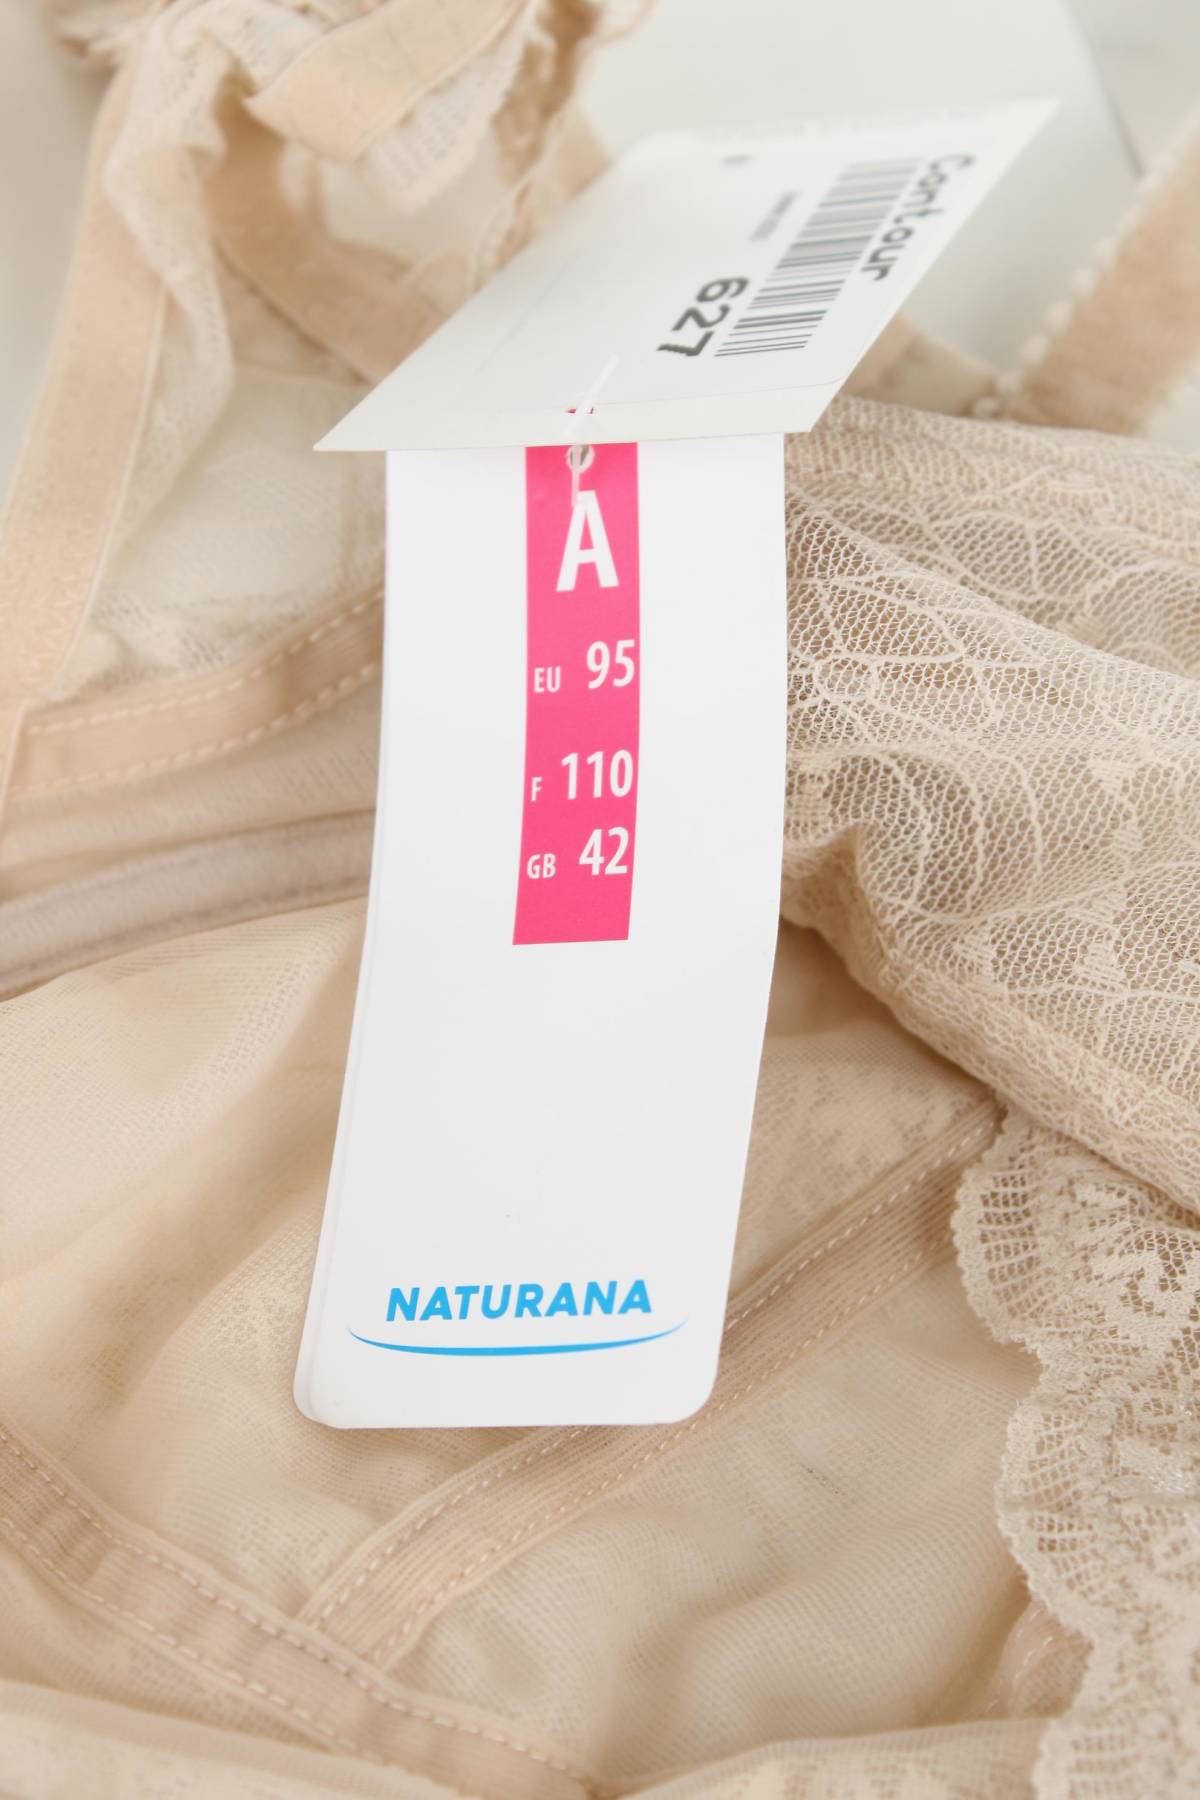 Contour
627
A
EU 95
F 110
GB 42
NATURANA